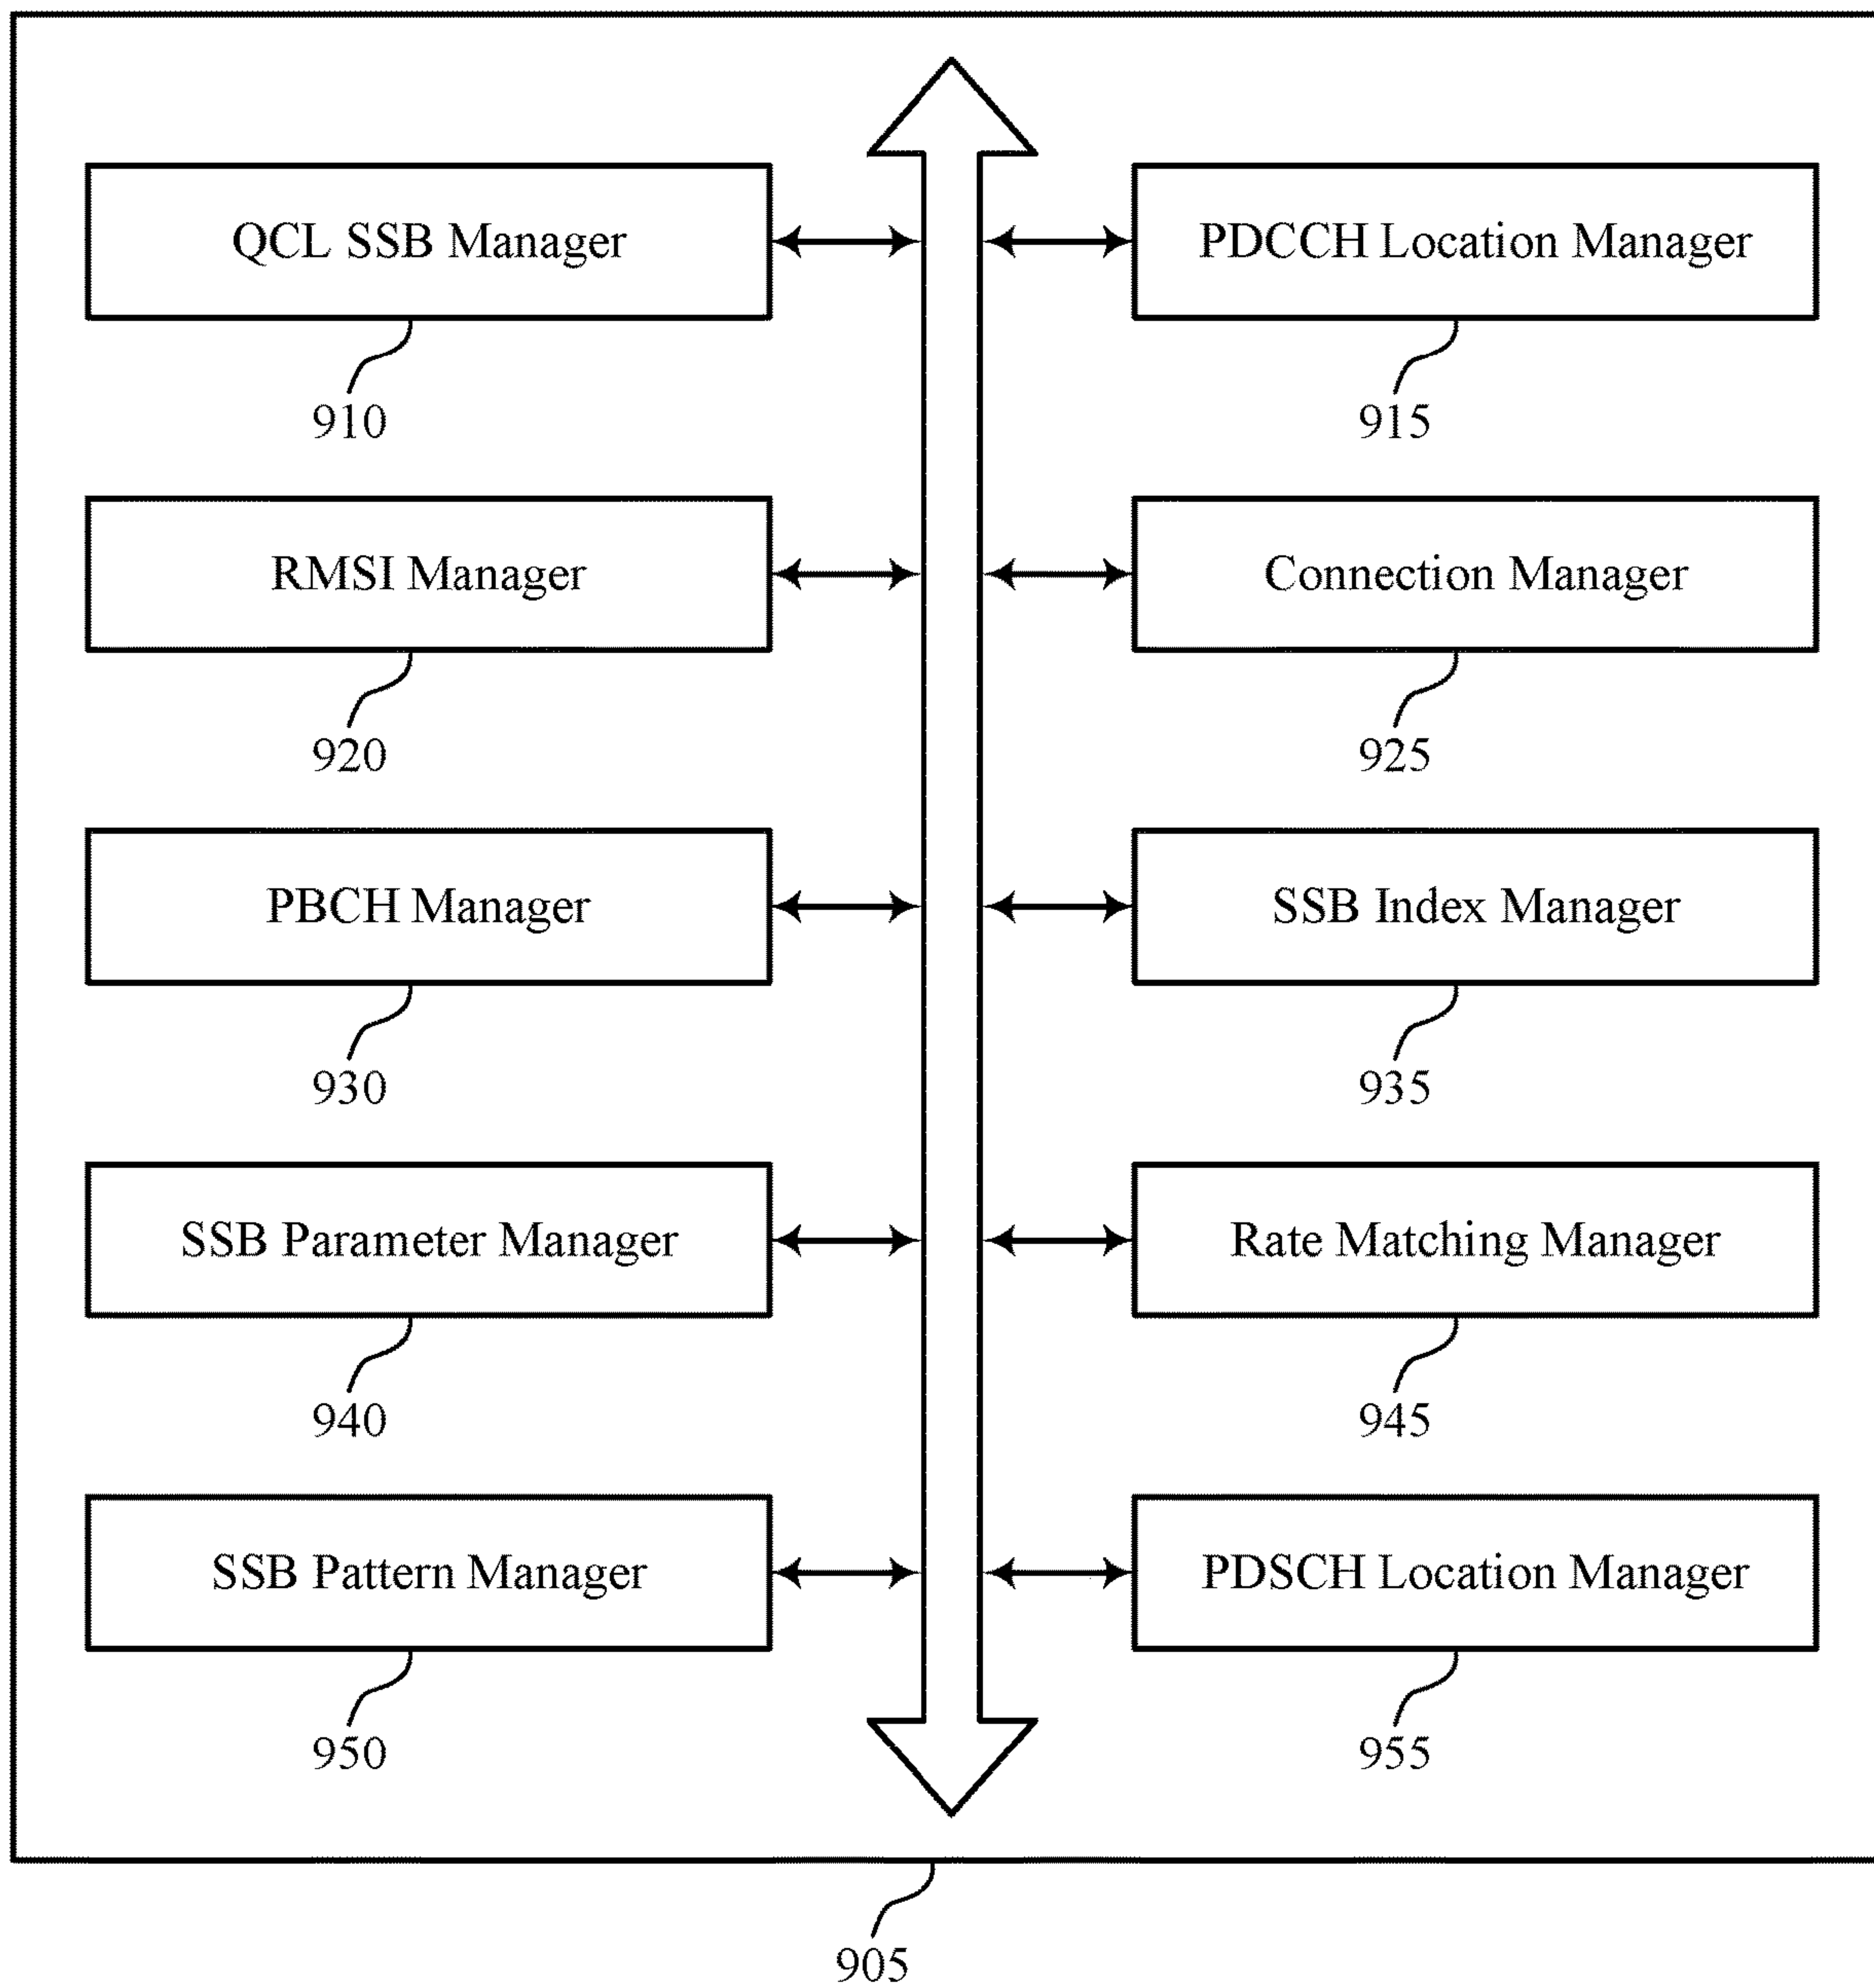 QCL SSB Manager
PDCCH Location Manager
910
915
RMSI Manager
Connection Manager
920
925
PBCH Manager
SSB Index Manager
930
935
SSB Parameter Manager
Rate Matching Manager
940
945
SSB Pattern Manager
PDSCH Location Manager
950
955
905